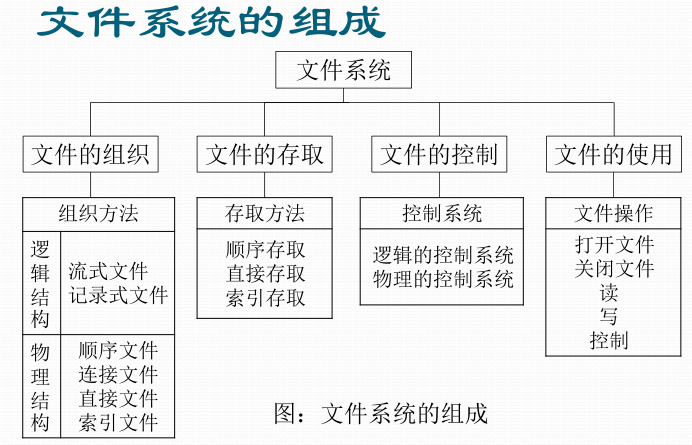 文件系统的组成
文件系统
文件的组织
文件的存取
文件的控制
文件的使用
组织方法
逻辑结构
流式文件
记录式文件
物理结构
顺序文件
连接文件
直接文件
索引文件
存取方法
顺序存取
直接存取
索引存取
控制系统
逻辑的控制系统
物理的控制系统
文件操作
打开文件
关闭文件
读
写
控制
图：文件系统的组成